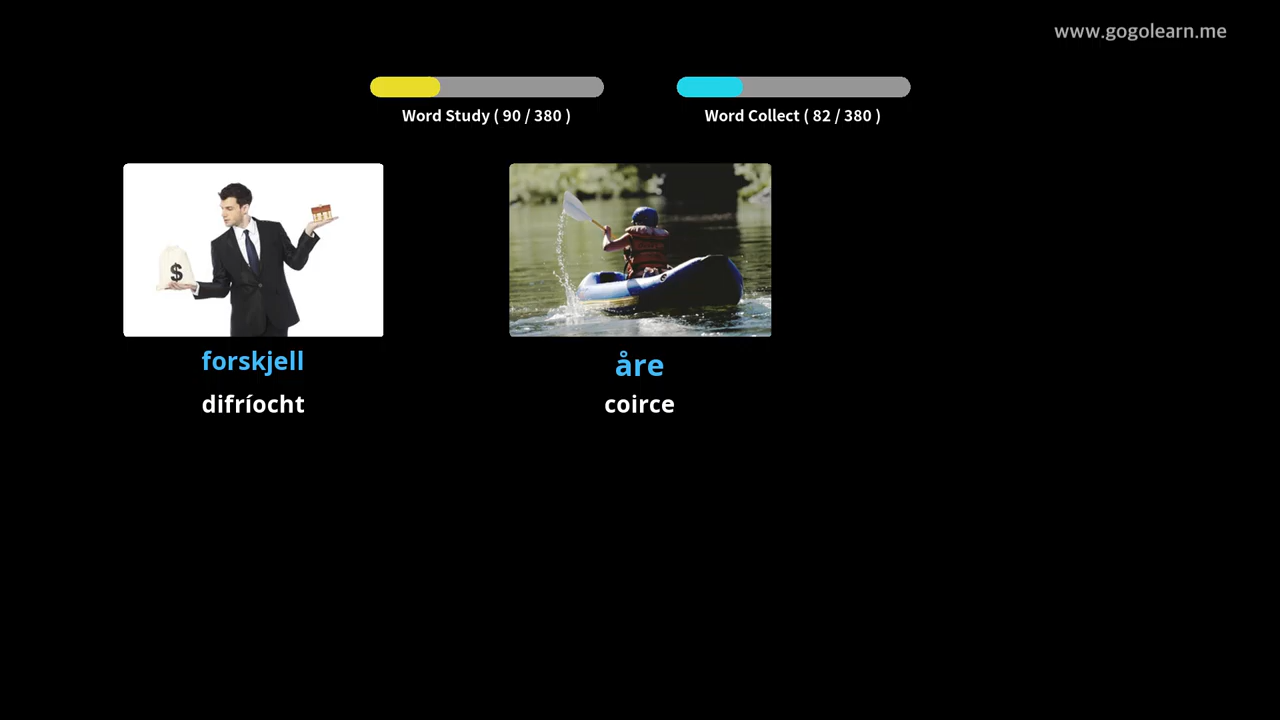 www.gogolearn.me
Word Study ( 90 / 380 )
Word Collect ( 82 / 380 )
$
forskjell
åre
difríocht
coirce